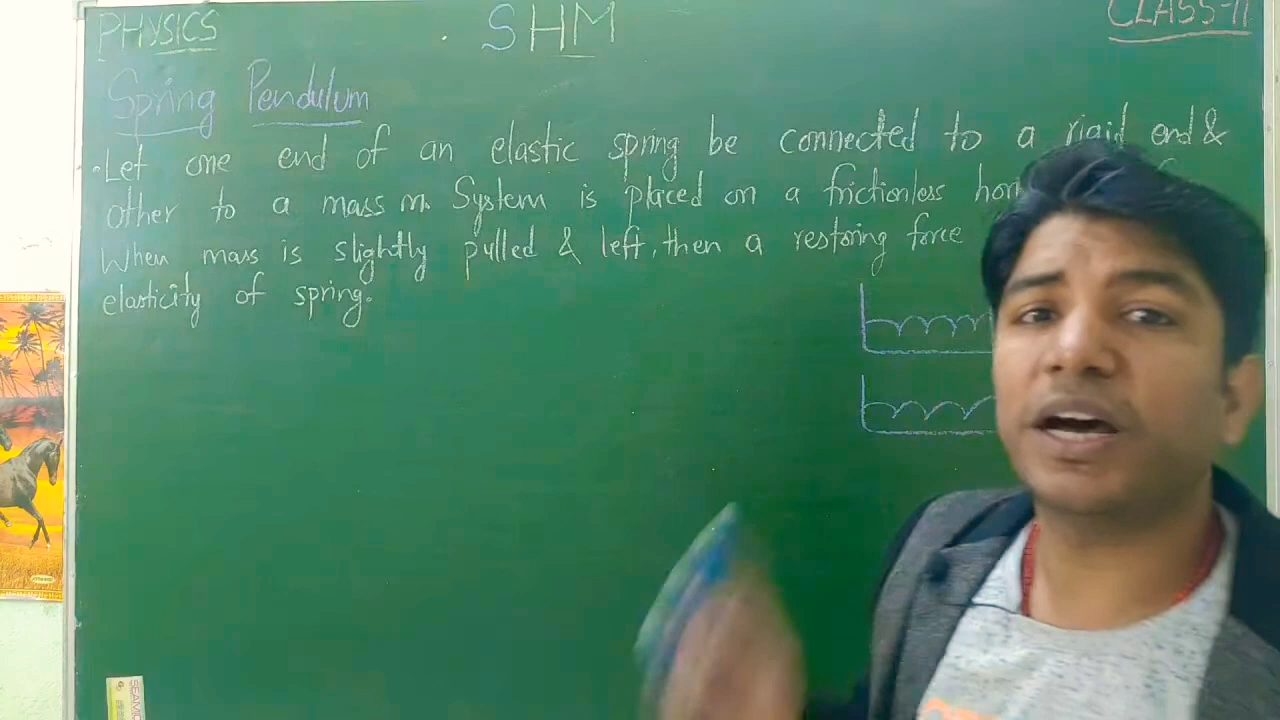 PHYSICS
SHM
CLASS-11
Spring Pendulum
• Let one end of an elastic spring be connected to a rigid end &
other to a mass m. System is placed on a frictionless
When mass is slightly pulled & left, then a restoring force
elasticity of spring.